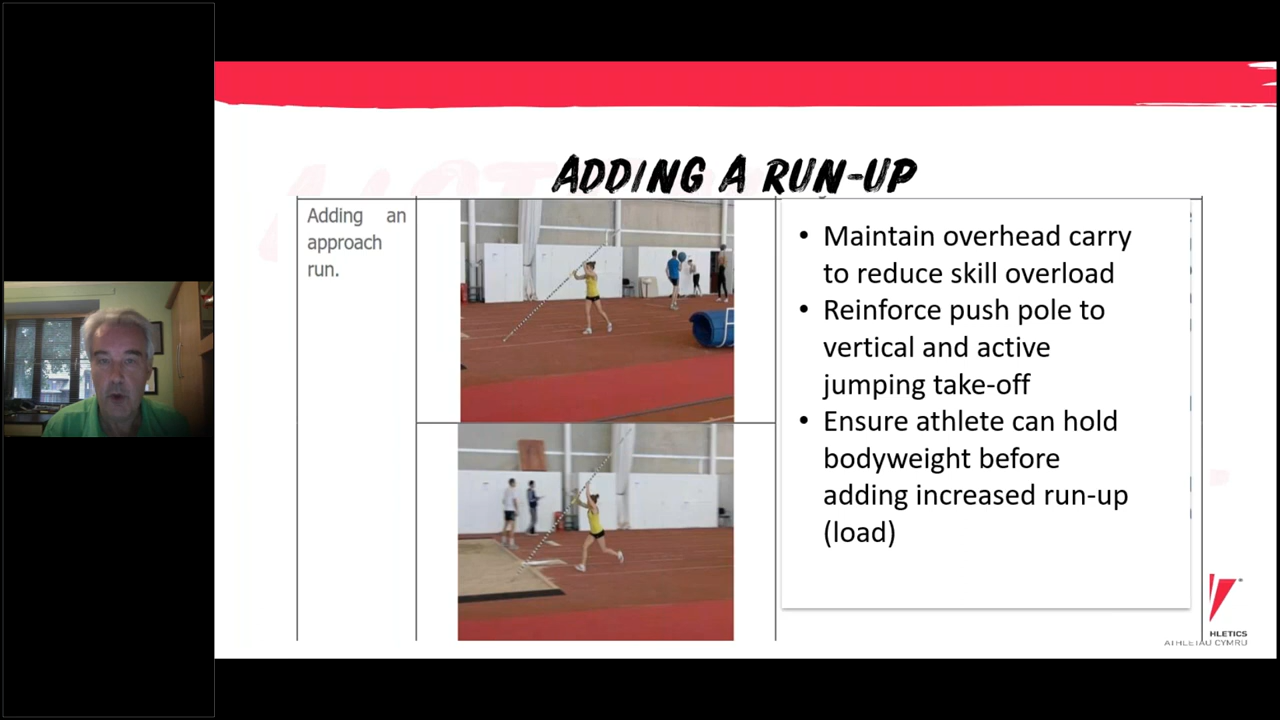 ADDING A RUN-UP
Adding an
approach
run.
• Maintain overhead carry
to reduce skill overload
• Reinforce push pole to
vertical and active
jumping take-off
• Ensure athlete can hold
bodyweight before
adding increased run-up
(load)
HLETICS
ATHLETAU CYMRU